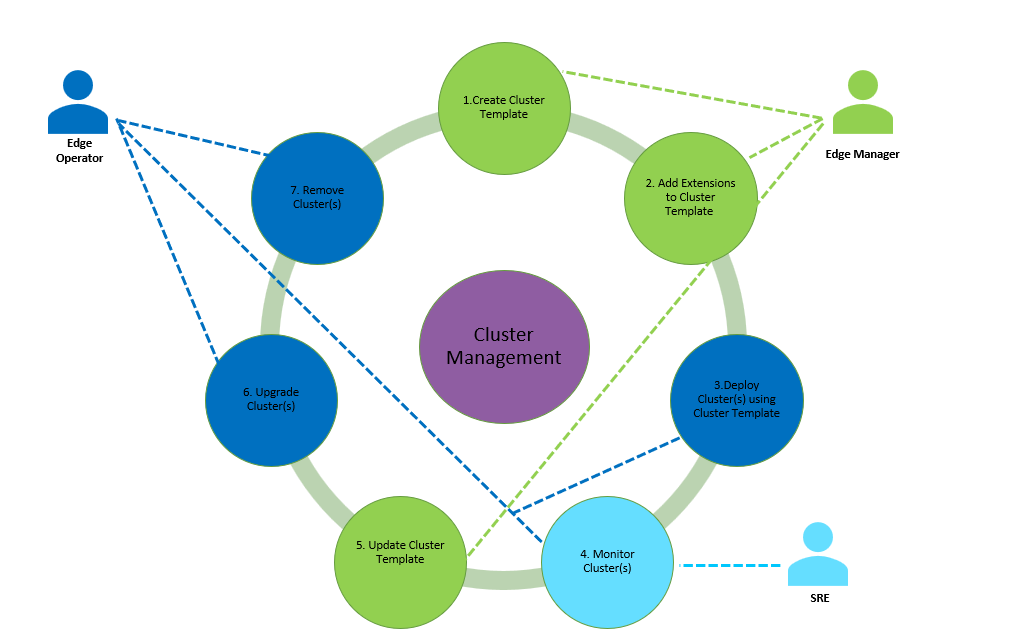 1.Create Cluster
Template
Edge
Operator
Edge Manager
7. Remove
Cluster(s)
2. Add Extensions
to Cluster
Template
Cluster
Management
6. Upgrade
Cluster(s)
3.Deploy
Cluster(s) using
Cluster Template
5. Update Cluster
Template
4. Monitor
Cluster(s)
SRE